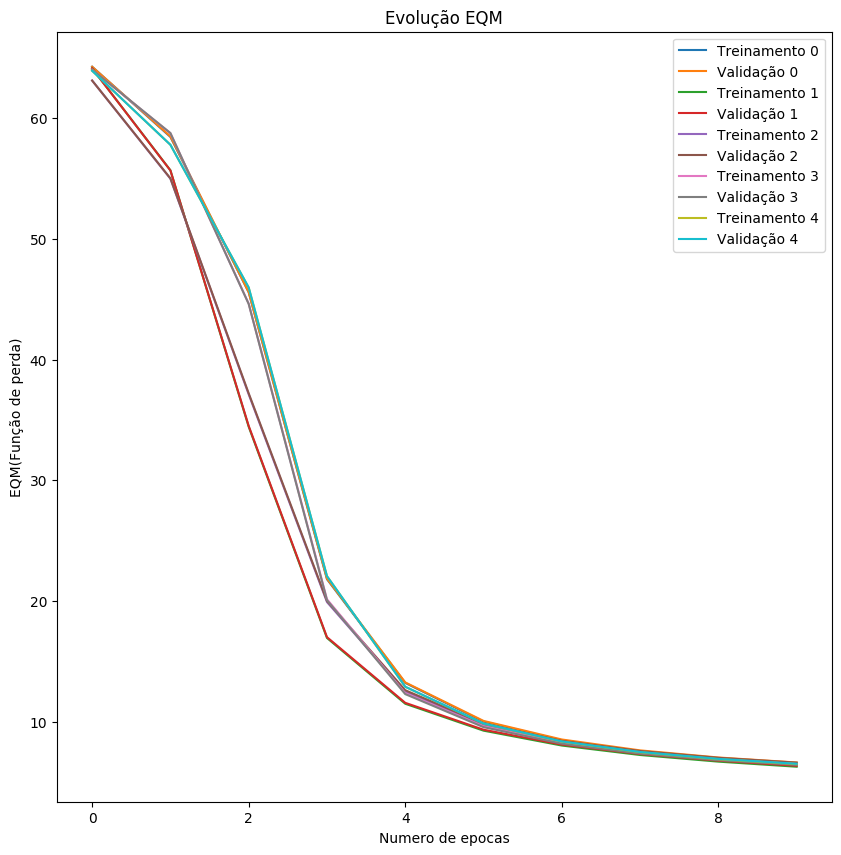 Evolução EQM
Treinamento 0
Validação 0
Treinamento 1
Validação 1
Treinamento 2
Validação 2
Treinamento 3
Validação 3
Treinamento 4
Validação 4
EQM(Função de perda)
60
50
40
30
20
10
0 2 4 6 8
Numero de epocas